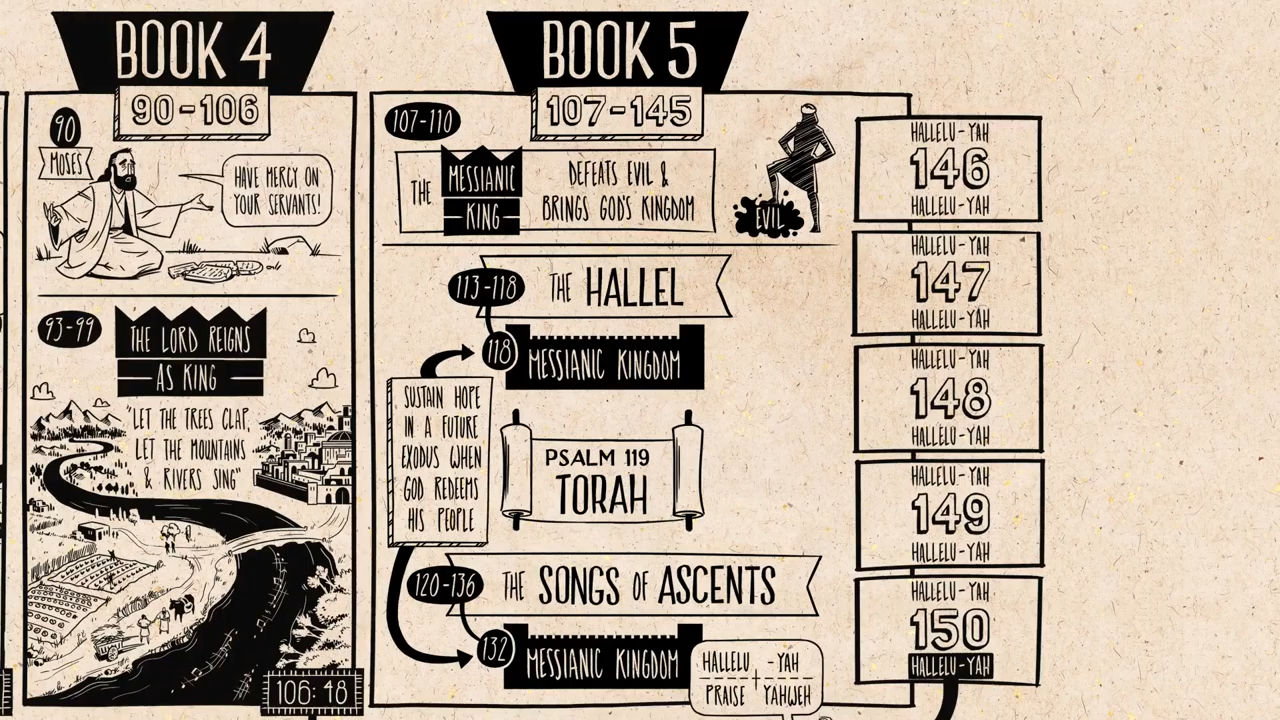 BOOK 4
90-106
90
MOSES
HAVE MERCY ON
YOUR SERVANTS!
93-99
THE LORD REIGNS
AS KING
"LET THE TREES CLAP,
LET THE MOUNTAINS
& RIVERS SING"
106:48
BOOK 5
107-145
107-110
THE
MESSIANIC
KING
DEFEATS EVIL &
BRINGS GOD'S KINGDOM
EVIL
113-118
THE HALLEL
118
MESSIANIC KINGDOM
SUSTAIN HOPE
IN A FUTURE
EXODUS WHEN
GOD REDEEMS
HIS PEOPLE
PSALM 119
TORAH
120-136
THE SONGS OF ASCENTS
132
MESSIANIC KINGDOM
HALLELU -YAH
PRAISE YAHWEH
HALLELU-YAH
146
HALLELU-YAH
HALLELU-YAH
147
HALLELU-YAH
HALLELU-YAH
148
HALLELU-YAH
HALLELU-YAH
149
HALLELU-YAH
HALLELU-YAH
150
HALLELU-YAH